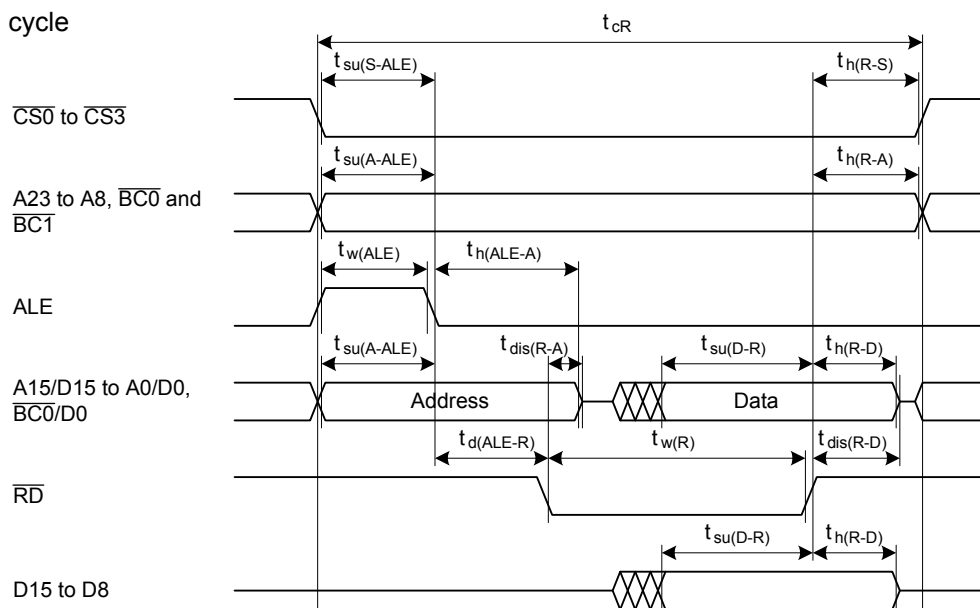 cycle
tcR
tsu(S-ALE)
th(R-S)
CS0 to CS3
tsu(A-ALE)
th(R-A)
A23 to A8, BC0 and
BC1
tw(ALE)
th(ALE-A)
ALE
tsu(A-ALE)
tdis(R-A)
tsu(D-R)
th(R-D)
A15/D15 to A0/D0,
BC0/D0
Address
Data
td(ALE-R)
tw(R)
tdis(R-D)
RD
tsu(D-R)
th(R-D)
D15 to D8